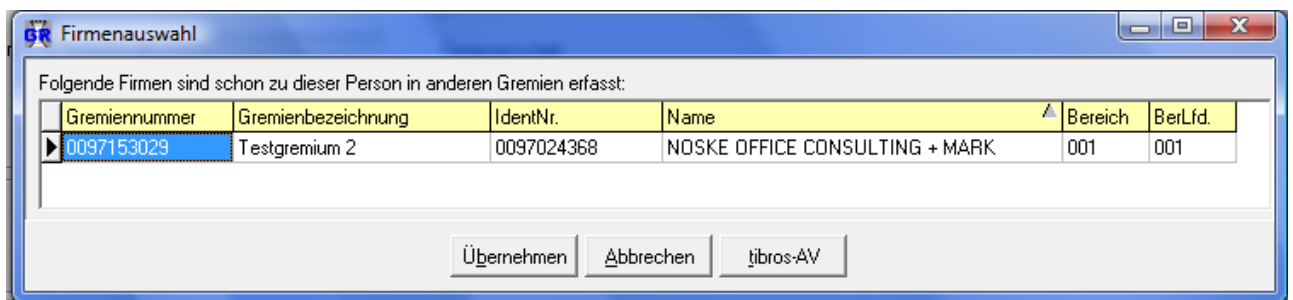 GR Firmenauswahl
Folgende Firmen sind schon zu dieser Person in anderen Gremien erfasst:
Gremiennummer Gremienbezeichnung IdentNr. Name Bereich BerLfd.
0097153029 Testgremium 2 0097024368 NOSKE OFFICE CONSULTING + MARK 001 001
Übernehmen Abbrechen tibros-AV